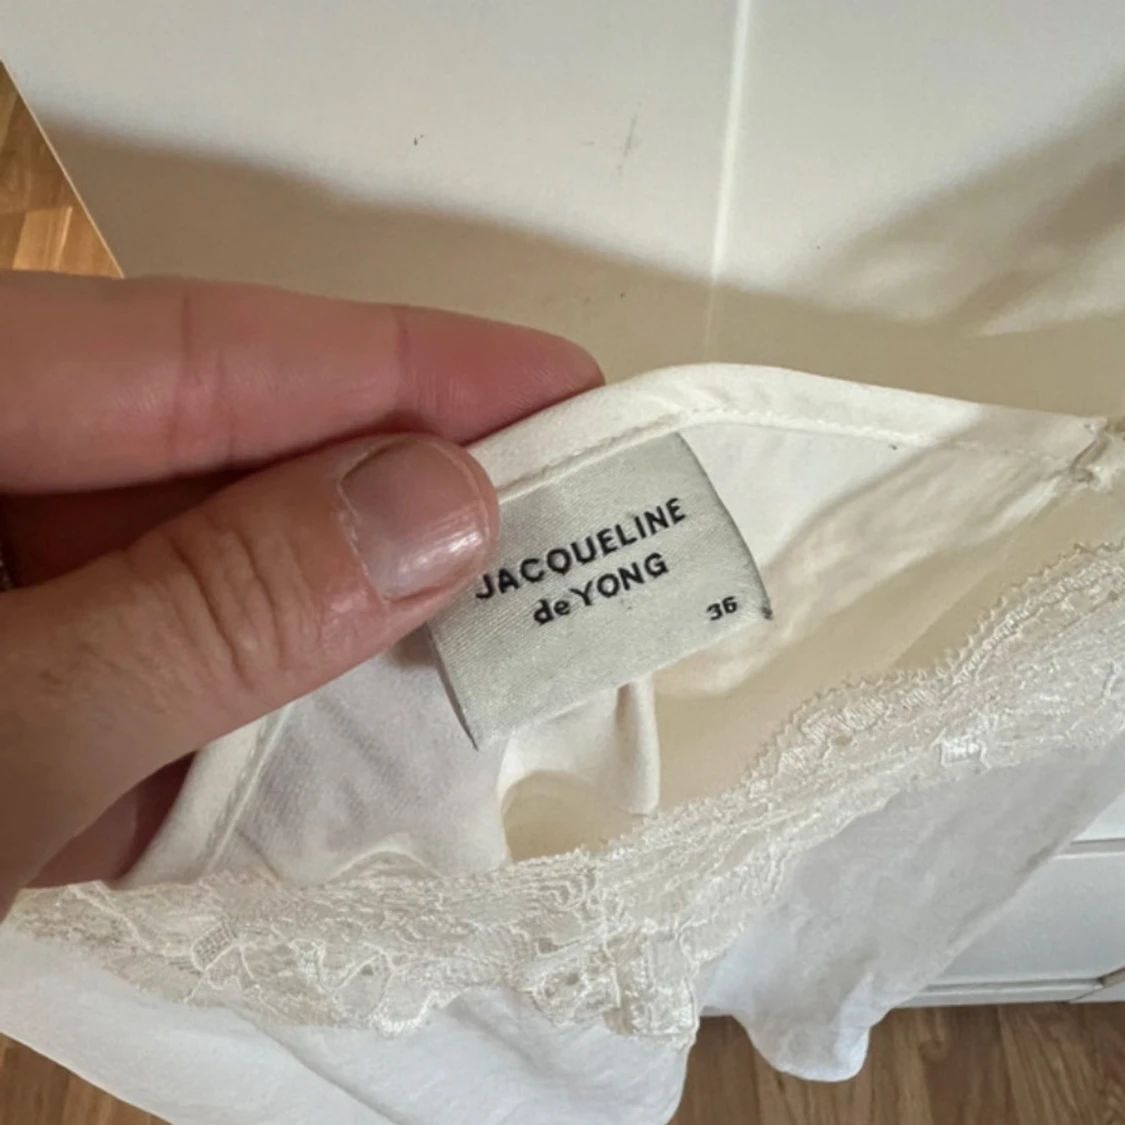 JACQUELINE
de YONG
36